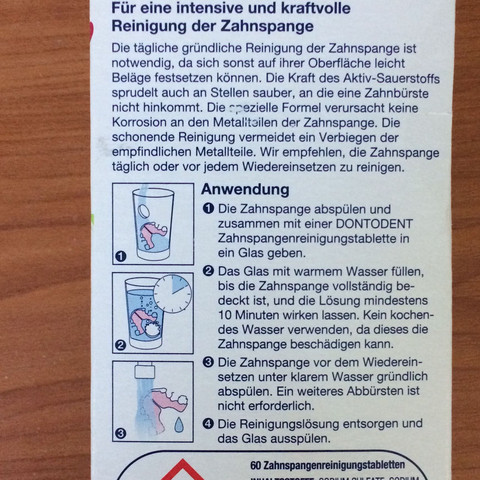 Für eine intensive und kraftvolle
Reinigung der Zahnspange
Die tägliche gründliche Reinigung der Zahnspange ist
notwendig, da sich sonst auf ihrer Oberfläche leicht
Beläge festsetzen können. Die Kraft des Aktiv-Sauerstoffs
sprudelt auch an Stellen sauber, an die eine Zahnbürste
nicht hinkommt. Die spezielle Formel verursacht keine
Korrosion an den Metallteilen der Zahnspange. Die
schonende Reinigung vermeidet ein Verbiegen der
empfindlichen Metallteile. Wir empfehlen, die Zahnspange
täglich oder vor jedem Wiedereinsetzen zu reinigen.
Anwendung
1 Die Zahnspange abspülen und
zusammen mit einer DONTODENT
Zahnspangenreinigungstablette in
ein Glas geben.
1
2 Das Glas mit warmem Wasser füllen,
bis die Zahnspange vollständig be-
deckt ist, und die Lösung mindestens
10 Minuten wirken lassen. Kein kochen-
des Wasser verwenden, da dieses die
Zahnspange beschädigen kann.
2
3 Die Zahnspange vor dem Wiederein-
setzen unter klarem Wasser gründlich
abspülen. Ein weiteres Abbürsten ist
nicht erforderlich.
3
4 Die Reinigungslösung entsorgen und
das Glas ausspülen.
60 Zahnspangenreinigungstabletten